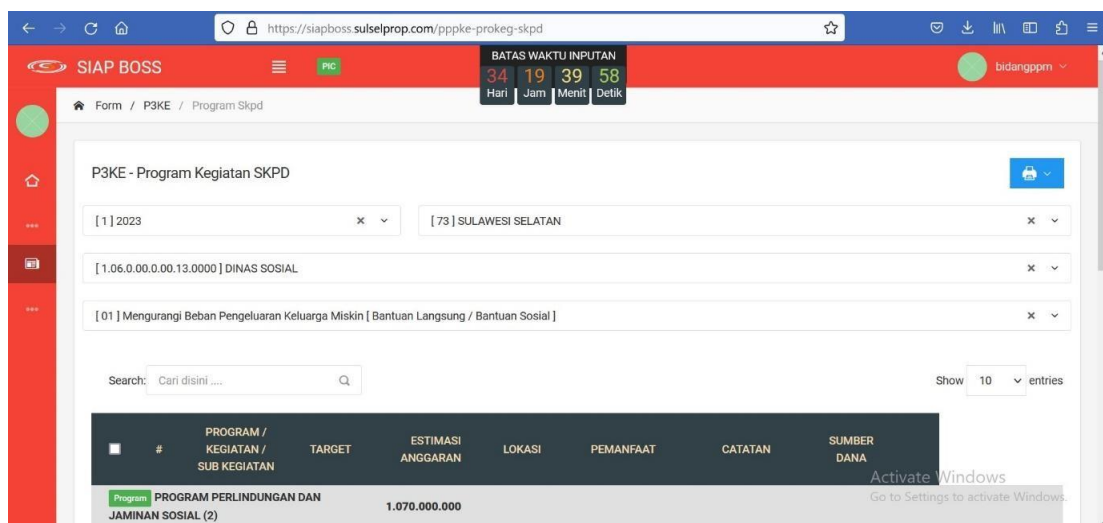 https://siapboss.sulselprop.com/pppke-prokeg-skpd
SIAP BOSS
PIC
BATAS WAKTU INPUTAN
34 19 39 58
Hari Jam Menit Detik
bidangppm
Form / P3KE / Program Skpd
P3KE - Program Kegiatan SKPD
[ 1 ] 2023
[ 73 ] SULAWESI SELATAN
[ 1.06.0.00.0.00.13.0000 ] DINAS SOSIAL
[ 01 ] Mengurangi Beban Pengeluaran Keluarga Miskin [ Bantuan Langsung / Bantuan Sosial ]
Search: Cari disini ....
Show 10 entries
# PROGRAM / KEGIATAN / SUB KEGIATAN TARGET ESTIMASI ANGGARAN LOKASI PEMANFAAT CATATAN SUMBER DANA
Program PROGRAM PERLINDUNGAN DAN
JAMINAN SOSIAL (2)
1.070.000.000
Activate Windows
Go to Settings to activate Windows.